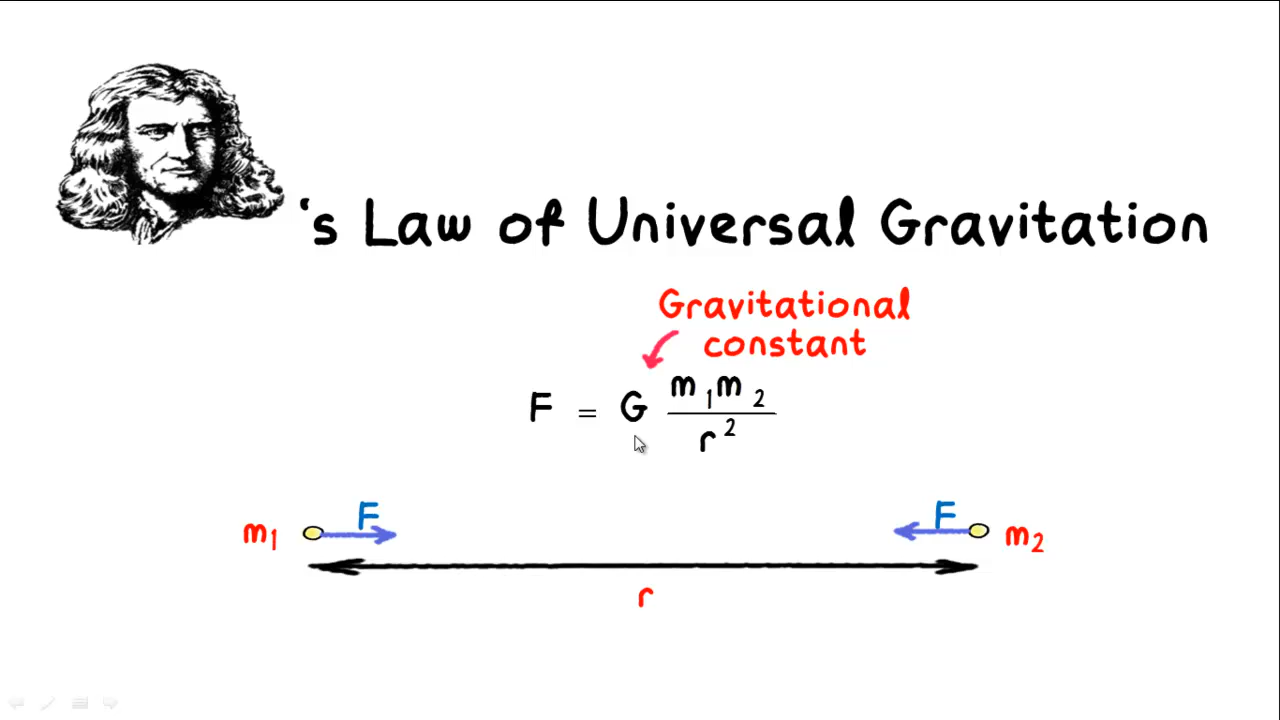 ‘s Law of Universal Gravitation
Gravitational
constant
F = G m₁m₂
r²
F F
m₁ m₂
r